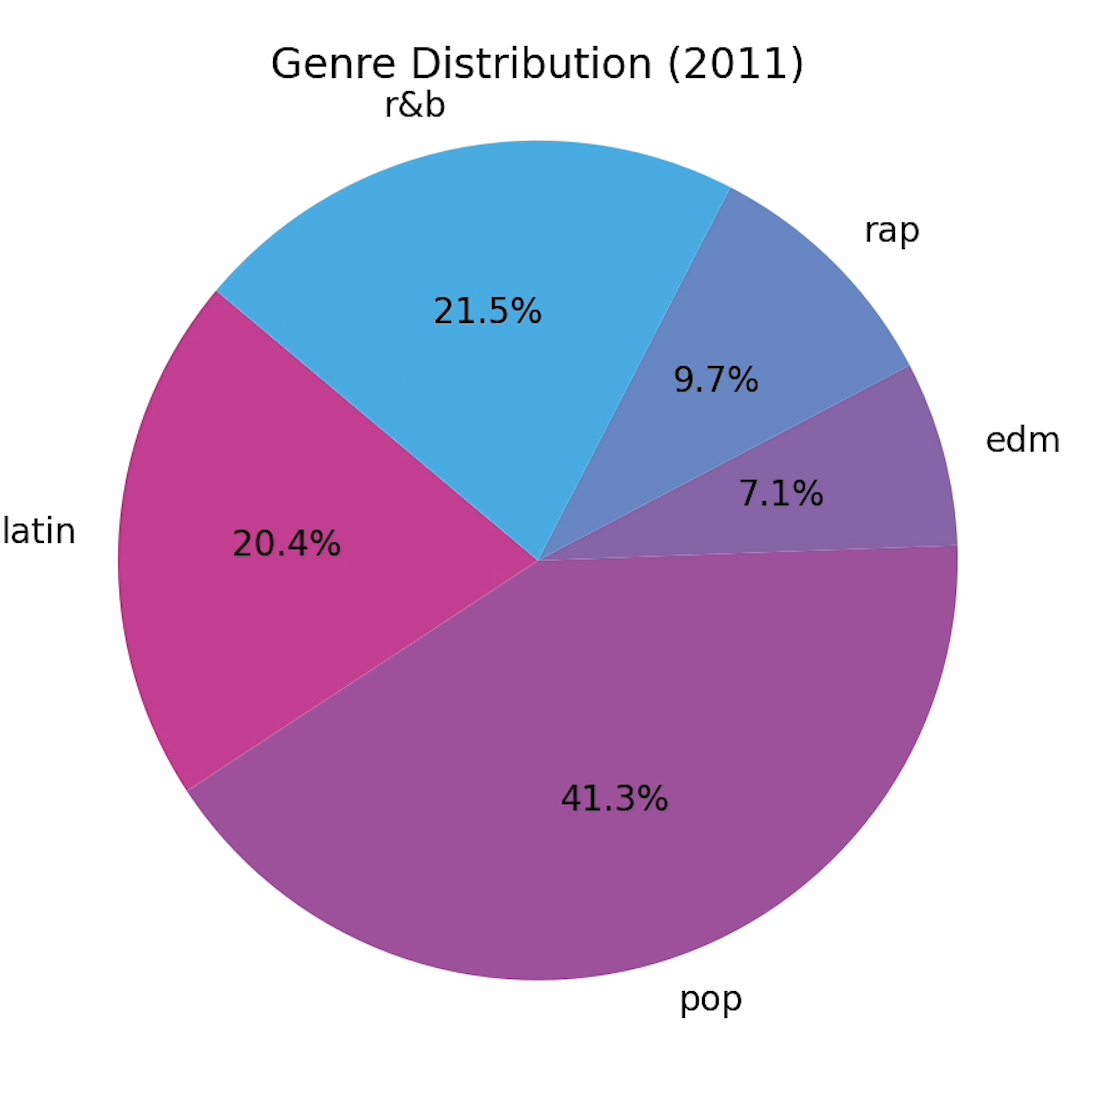 Genre Distribution (2011)
r&b
rap
21.5%
9.7%
edm
7.1%
latin
20.4%
41.3%
pop